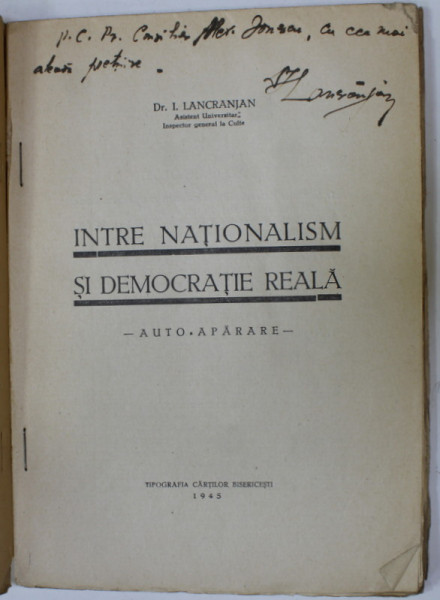 P. C. Pr. Consilier Alex. Ionescu, cu cea mai
aleasă prețuire.
I Lancrănjan
Dr. I. LANCRANJAN
Asistent Universitar,
Inspector general la Culte
INTRE NAȚIONALISM
ȘI DEMOCRAȚIE REALĂ
— AUTO-APĂRARE —
TIPOGRAFIA CĂRȚILOR BISERICEȘTI
1945